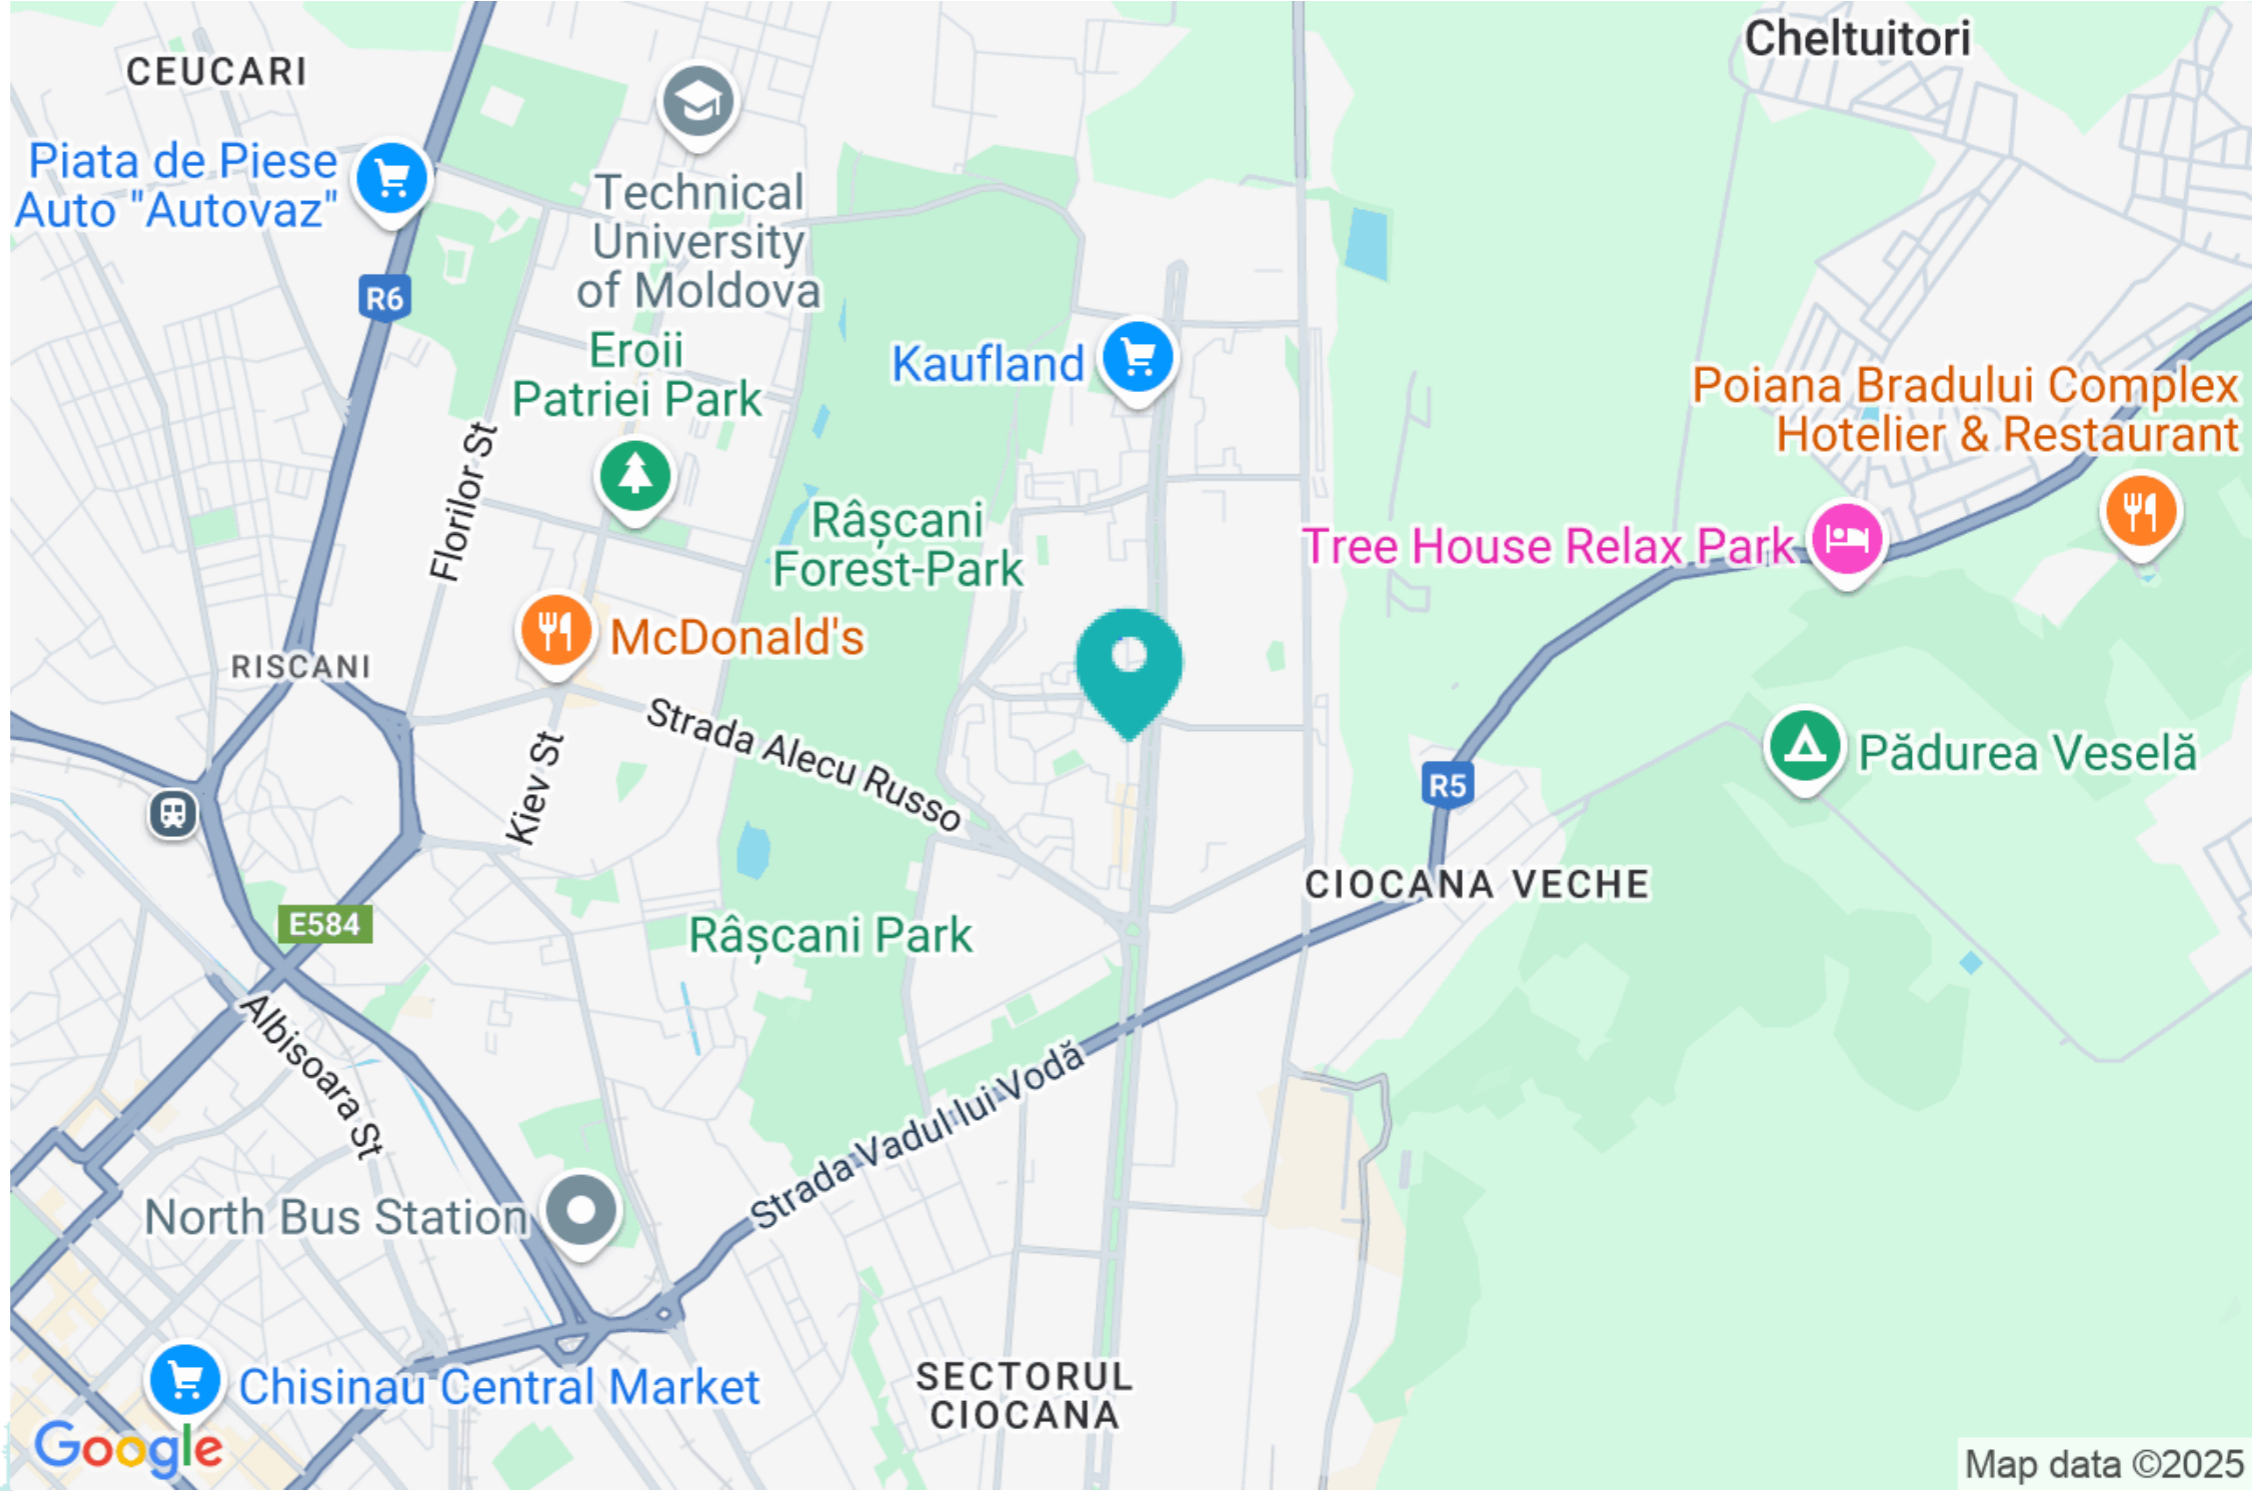 Cheltuitori
CEUCARI
Piata de Piese
Auto "Autovaz"
Technical
University
of Moldova
R6
Eroii
Patriei Park
Kaufland
Poiana Bradului Complex
Hotelier & Restaurant
Florilor St
Râșcani
Forest-Park
Tree House Relax Park
McDonald's
RISCANI
Strada Alecu Russo
Kiev St
Pădurea Veselă
R5
CIOCANA VECHE
E584
Râșcani Park
Albisoara St
Strada Vadul lui Vodă
North Bus Station
Chisinau Central Market
SECTORUL
CIOCANA
Google
Map data ©2025